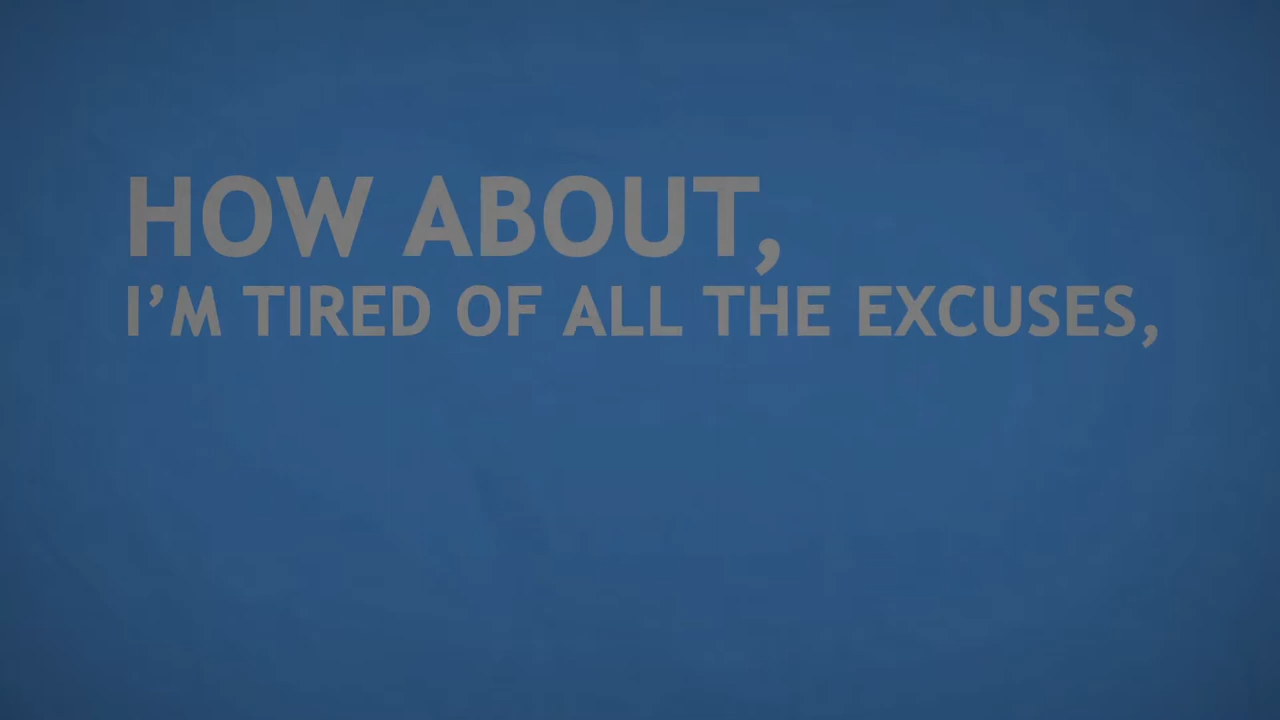 HOW ABOUT,
I’M TIRED OF ALL THE EXCUSES,